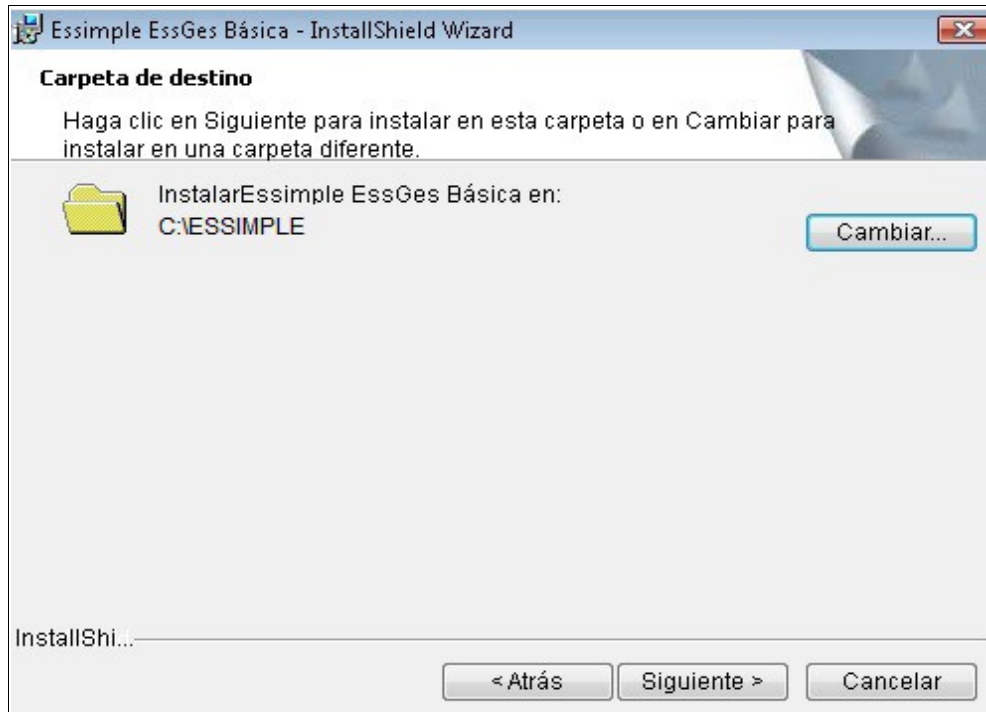 Essimple EssGes Básica - InstallShield Wizard
Carpeta de destino
Haga clic en Siguiente para instalar en esta carpeta o en Cambiar para
instalar en una carpeta diferente.
InstalarEssimple EssGes Básica en:
C:\ESSIMPLE
Cambiar...
InstallShi...
< Atrás
Siguiente >
Cancelar